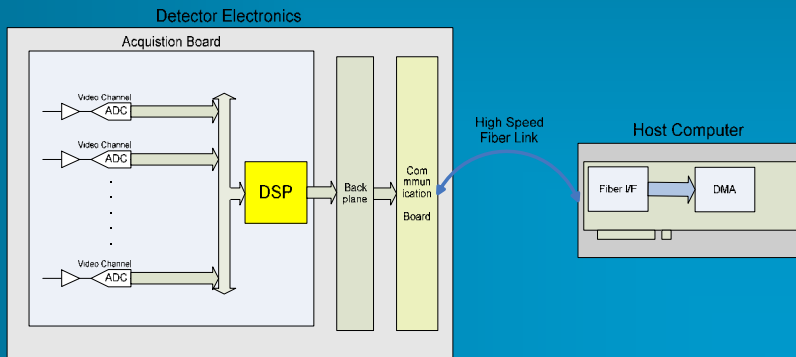 Detector Electronics
Acquistion Board
Video Channel
ADC
Video Channel
ADC
Video Channel
ADC
DSP
Back
plane
Com
mmun
ication
Board
High Speed
Fiber Link
Host Computer
Fiber I/F
DMA